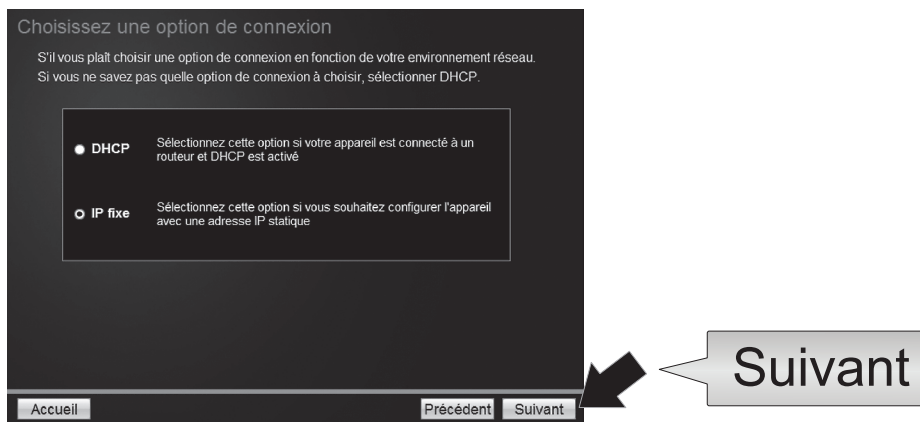 Choisissez une option de connexion
S'il vous plaît choisir une option de connexion en fonction de votre environnement réseau.
Si vous ne savez pas quelle option de connexion à choisir, sélectionner DHCP.
DHCP
Sélectionnez cette option si votre appareil est connecté à un
routeur et DHCP est activé
IP fixe
Sélectionnez cette option si vous souhaitez configurer l'appareil
avec une adresse IP statique
Suivant
Accueil
Précédent
Suivant